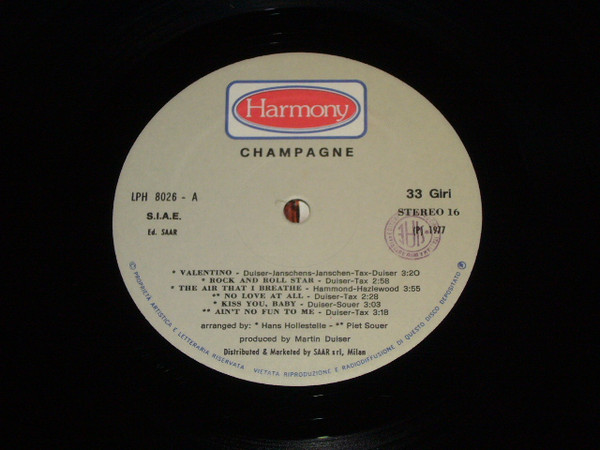 Harmony
CHAMPAGNE
LPH 8026 - A
33 Giri
S.I.A.E.
STEREO 16
Ed. SAAR
(P) 1977
* VALENTINO - Duiser-Janschens-Janschen-Tax-Duiser 3:20
* ROCK AND ROLL STAR - Duiser-Tax 2:58
* THE AIR THAT I BREATHE - Hammond-Hazlewood 3:55
** NO LOVE AT ALL - Duiser-Tax 2:28
* KISS YOU, BABY - Duiser-Souer 3:03
** AIN'T NO FUN TO ME - Duiser-Tax 3:18
arranged by: * Hans Hollestelle - ** Piet Souer
produced by Martin Duiser
Distributed & Marketed by SAAR srl, Milan
© PROPRIETÀ ARTISTICA E LETTERARIA RISERVATA
VIETATA RIPRODUZIONE E RADIODIFFUSIONE DI QUESTO DISCO DEPOSITATO ℗